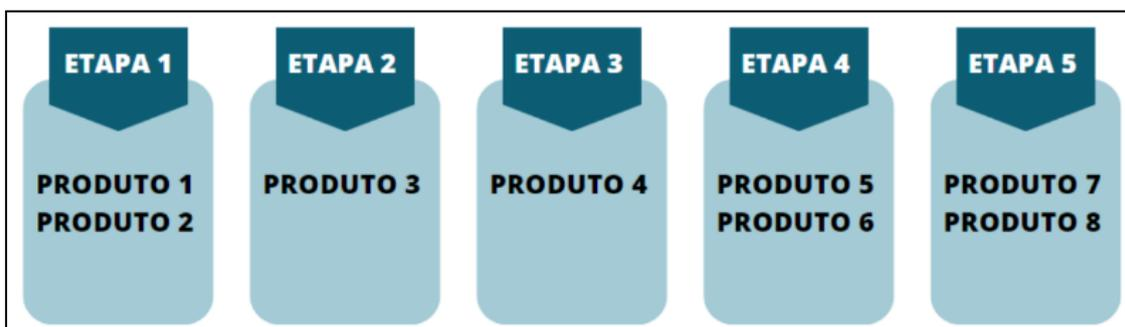 ETAPA 1
PRODUTO 1
PRODUTO 2
ETAPA 2
PRODUTO 3
ETAPA 3
PRODUTO 4
ETAPA 4
PRODUTO 5
PRODUTO 6
ETAPA 5
PRODUTO 7
PRODUTO 8